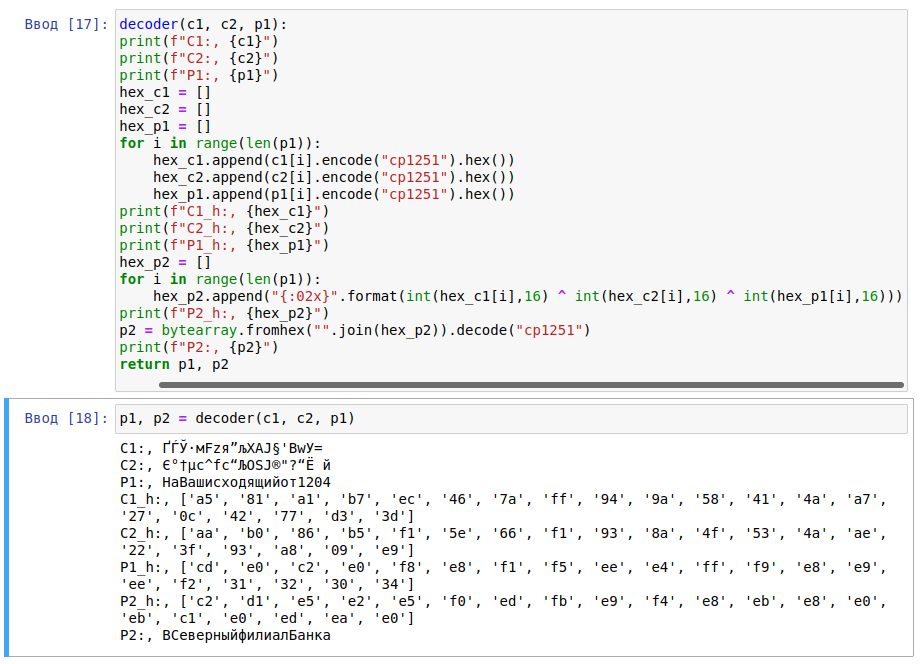 Ввод [17]: decoder(c1, c2, p1):
print(f"C1:, {c1}")
print(f"C2:, {c2}")
print(f"P1:, {p1}")
hex_c1 = []
hex_c2 = []
hex_p1 = []
for i in range(len(p1)):
    hex_c1.append(c1[i].encode("cp1251").hex())
    hex_c2.append(c2[i].encode("cp1251").hex())
    hex_p1.append(p1[i].encode("cp1251").hex())
print(f"C1_h:, {hex_c1}")
print(f"C2_h:, {hex_c2}")
print(f"P1_h:, {hex_p1}")
hex_p2 = []
for i in range(len(p1)):
    hex_p2.append("{:02x}".format(int(hex_c1[i],16) ^ int(hex_c2[i],16) ^ int(hex_p1[i],16)))
print(f"P2_h:, {hex_p2}")
p2 = bytearray.fromhex("".join(hex_p2)).decode("cp1251")
print(f"P2:, {p2}")
return p1, p2
Ввод [18]: p1, p2 = decoder(c1, c2, p1)
C1:, ҐЃЎ·мFzя”љXAJ§'BwУ=
C2:, Є°†µс^fс“ЉOSJ®"?“Ё й
P1:, НаВашисходящийот1204
C1_h:, ['a5', '81', 'a1', 'b7', 'ec', '46', '7a', 'ff', '94', '9a', '58', '41', '4a', 'a7',
'27', '0c', '42', '77', 'd3', '3d']
C2_h:, ['aa', 'b0', '86', 'b5', 'f1', '5e', '66', 'f1', '93', '8a', '4f', '53', '4a', 'ae',
'22', '3f', '93', 'a8', '09', 'e9']
P1_h:, ['cd', 'e0', 'c2', 'e0', 'f8', 'e8', 'f1', 'f5', 'ee', 'e4', 'ff', 'f9', 'e8', 'e9',
'ee', 'f2', '31', '32', '30', '34']
P2_h:, ['c2', 'd1', 'e5', 'e2', 'e5', 'f0', 'ed', 'fb', 'e9', 'f4', 'e8', 'eb', 'e8', 'e0',
'eb', 'c1', 'e0', 'ed', 'ea', 'e0']
P2:, ВСеверныйфилиалБанка